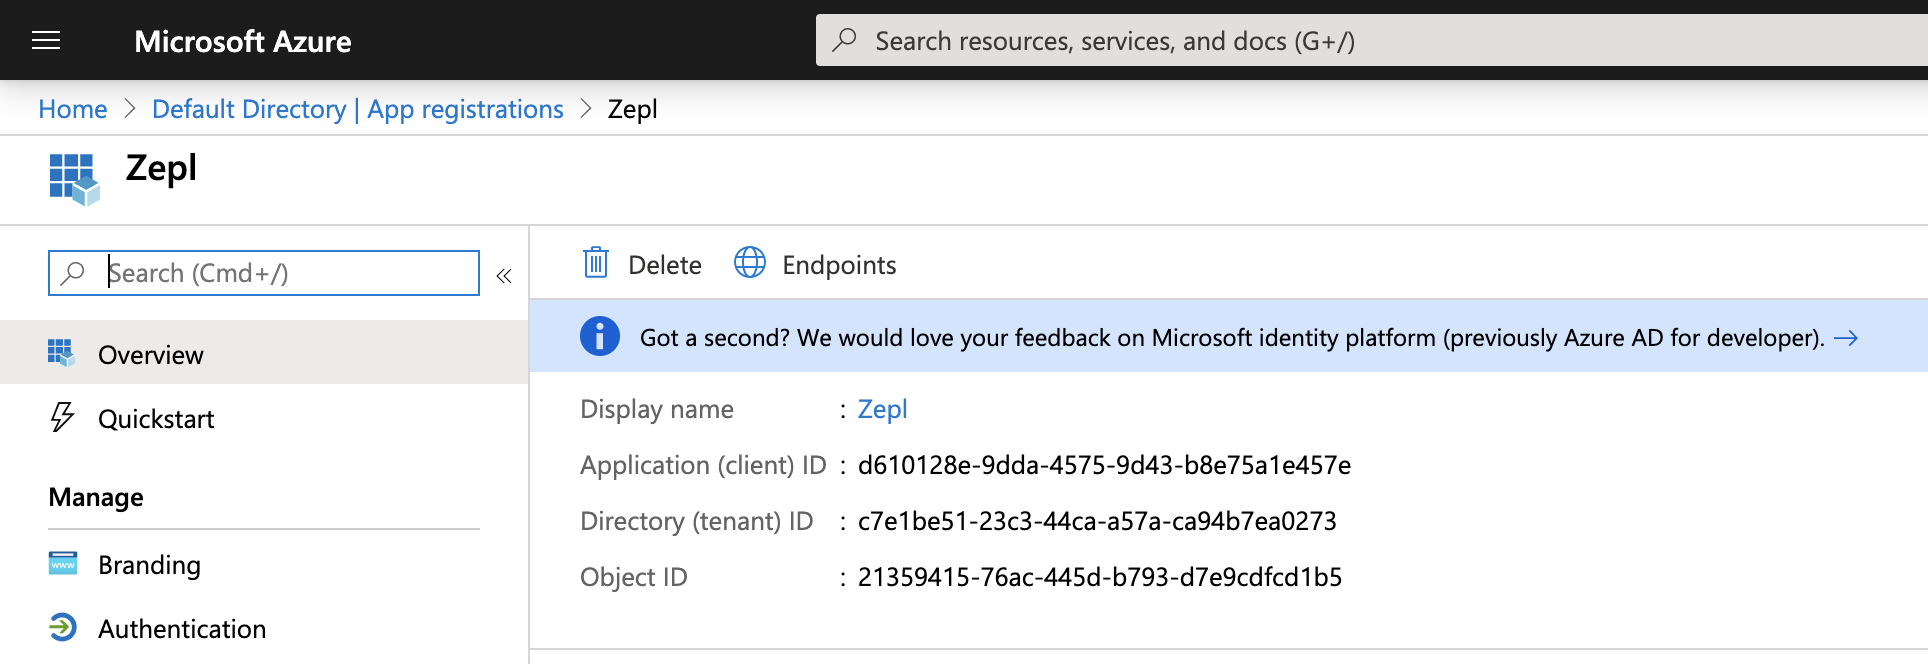 Microsoft Azure
Search resources, services, and docs (G+/)
Home > Default Directory | App registrations > Zepl
Zepl
Search (Cmd+/)
«
Overview
Quickstart
Manage
www
Branding
Authentication
Delete
Endpoints
Got a second? We would love your feedback on Microsoft identity platform (previously Azure AD for developer). →
Display name : Zepl
Application (client) ID : d610128e-9dda-4575-9d43-b8e75a1e457e
Directory (tenant) ID : c7e1be51-23c3-44ca-a57a-ca94b7ea0273
Object ID : 21359415-76ac-445d-b793-d7e9cdfcd1b5